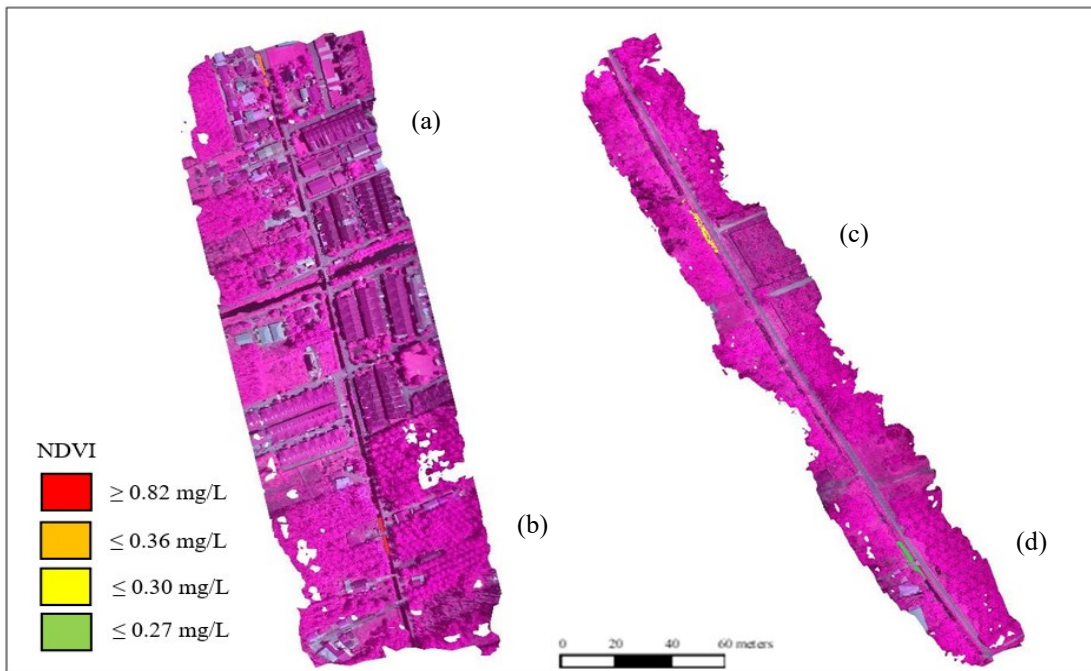 (a)
(c)
NDVI
≥ 0.82 mg/L
(b)
≤ 0.36 mg/L
(d)
≤ 0.30 mg/L
≤ 0.27 mg/L
0 20 40 60 meters